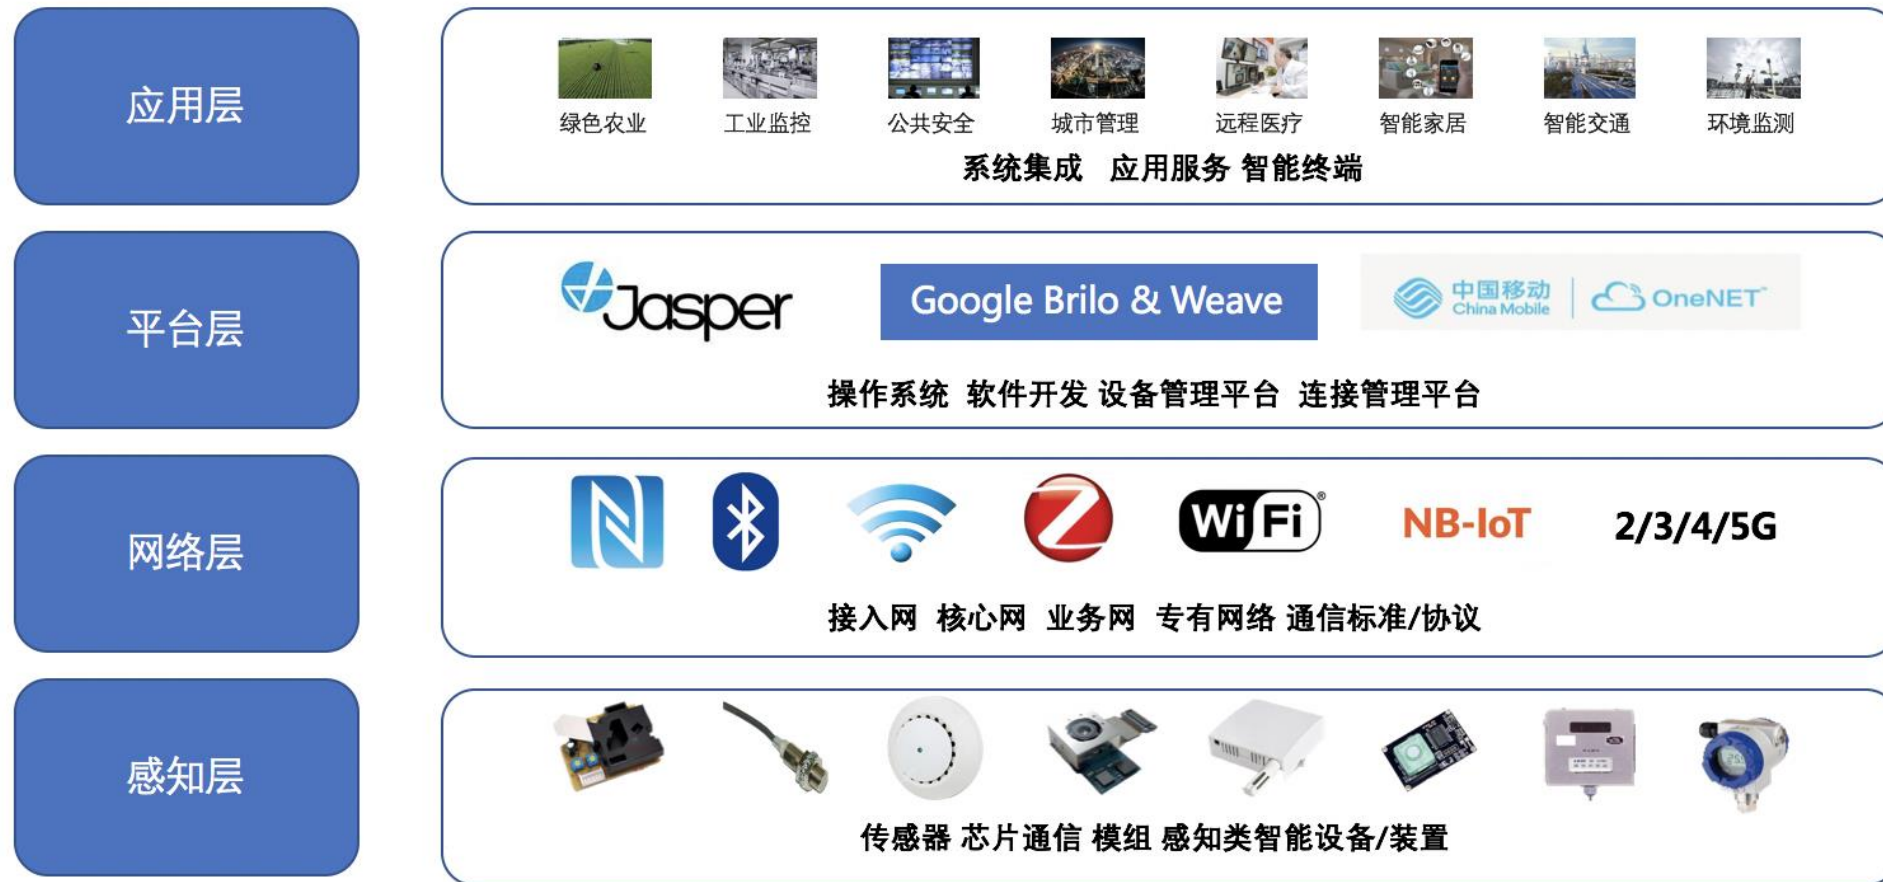 应用层
绿色农业 工业监控 公共安全 城市管理 远程医疗 智能家居 智能交通 环境监测
系统集成 应用服务 智能终端
平台层
Jasper Google Brilo & Weave 中国移动 China Mobile OneNET
操作系统 软件开发 设备管理平台 连接管理平台
网络层
Wi Fi® NB-IoT 2/3/4/5G
接入网 核心网 业务网 专有网络 通信标准/协议
感知层
传感器 芯片通信 模组 感知类智能设备/装置